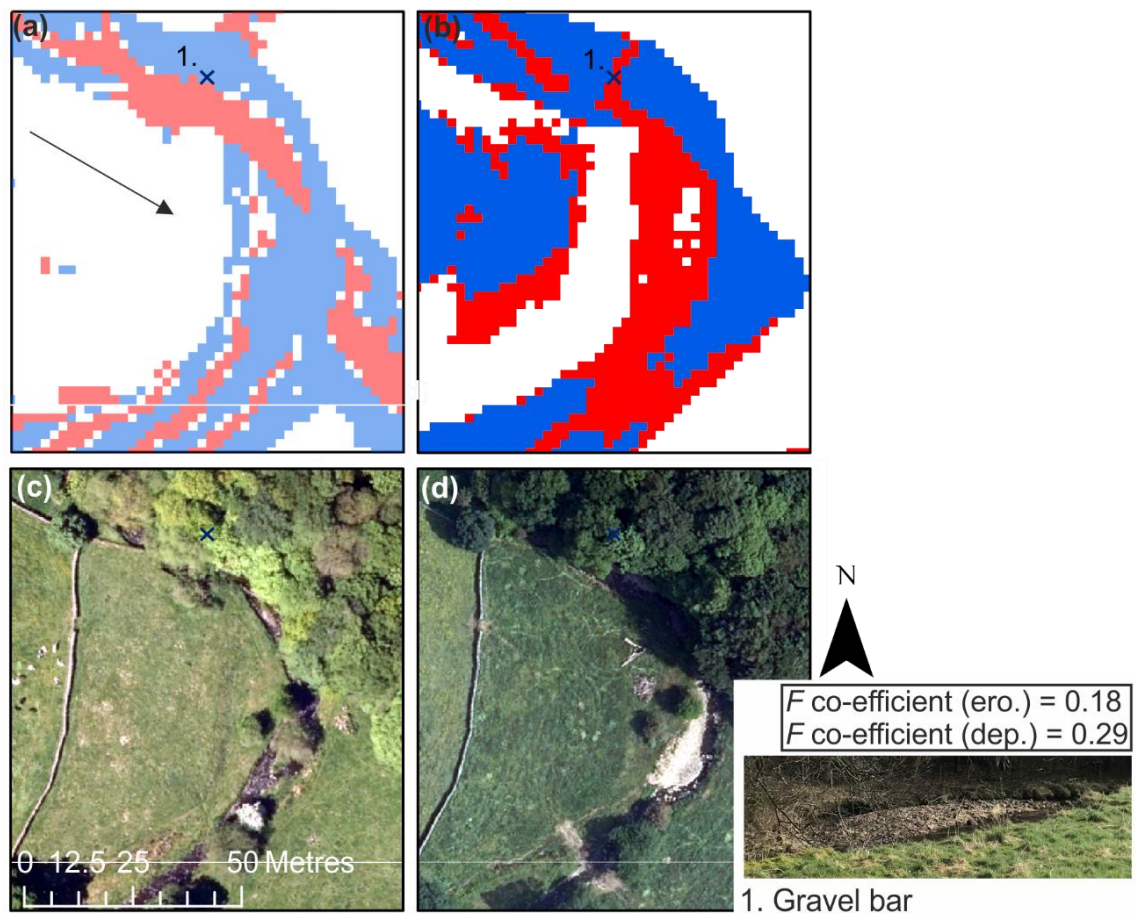 (a)
1.
(b)
1.
(c)
(d)
N
F co-efficient (ero.) = 0.18
F co-efficient (dep.) = 0.29
0 12.5 25 50 Metres
1. Gravel bar